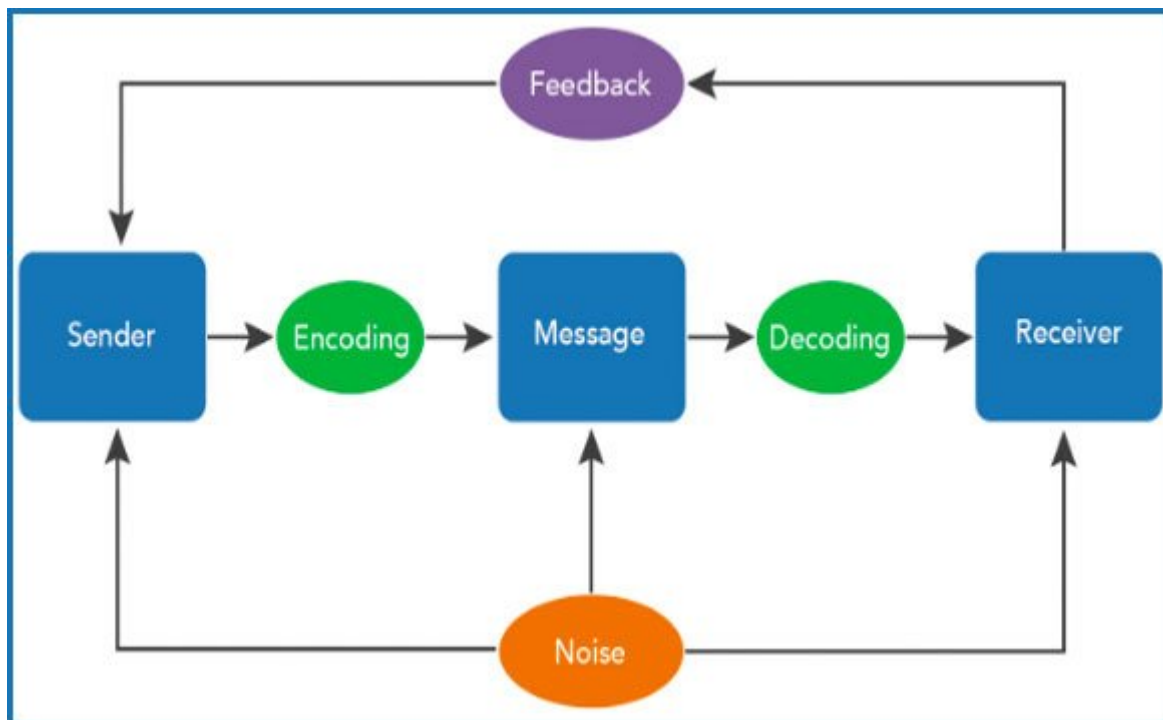 Feedback
Sender
Encoding
Message
Decoding
Receiver
Noise